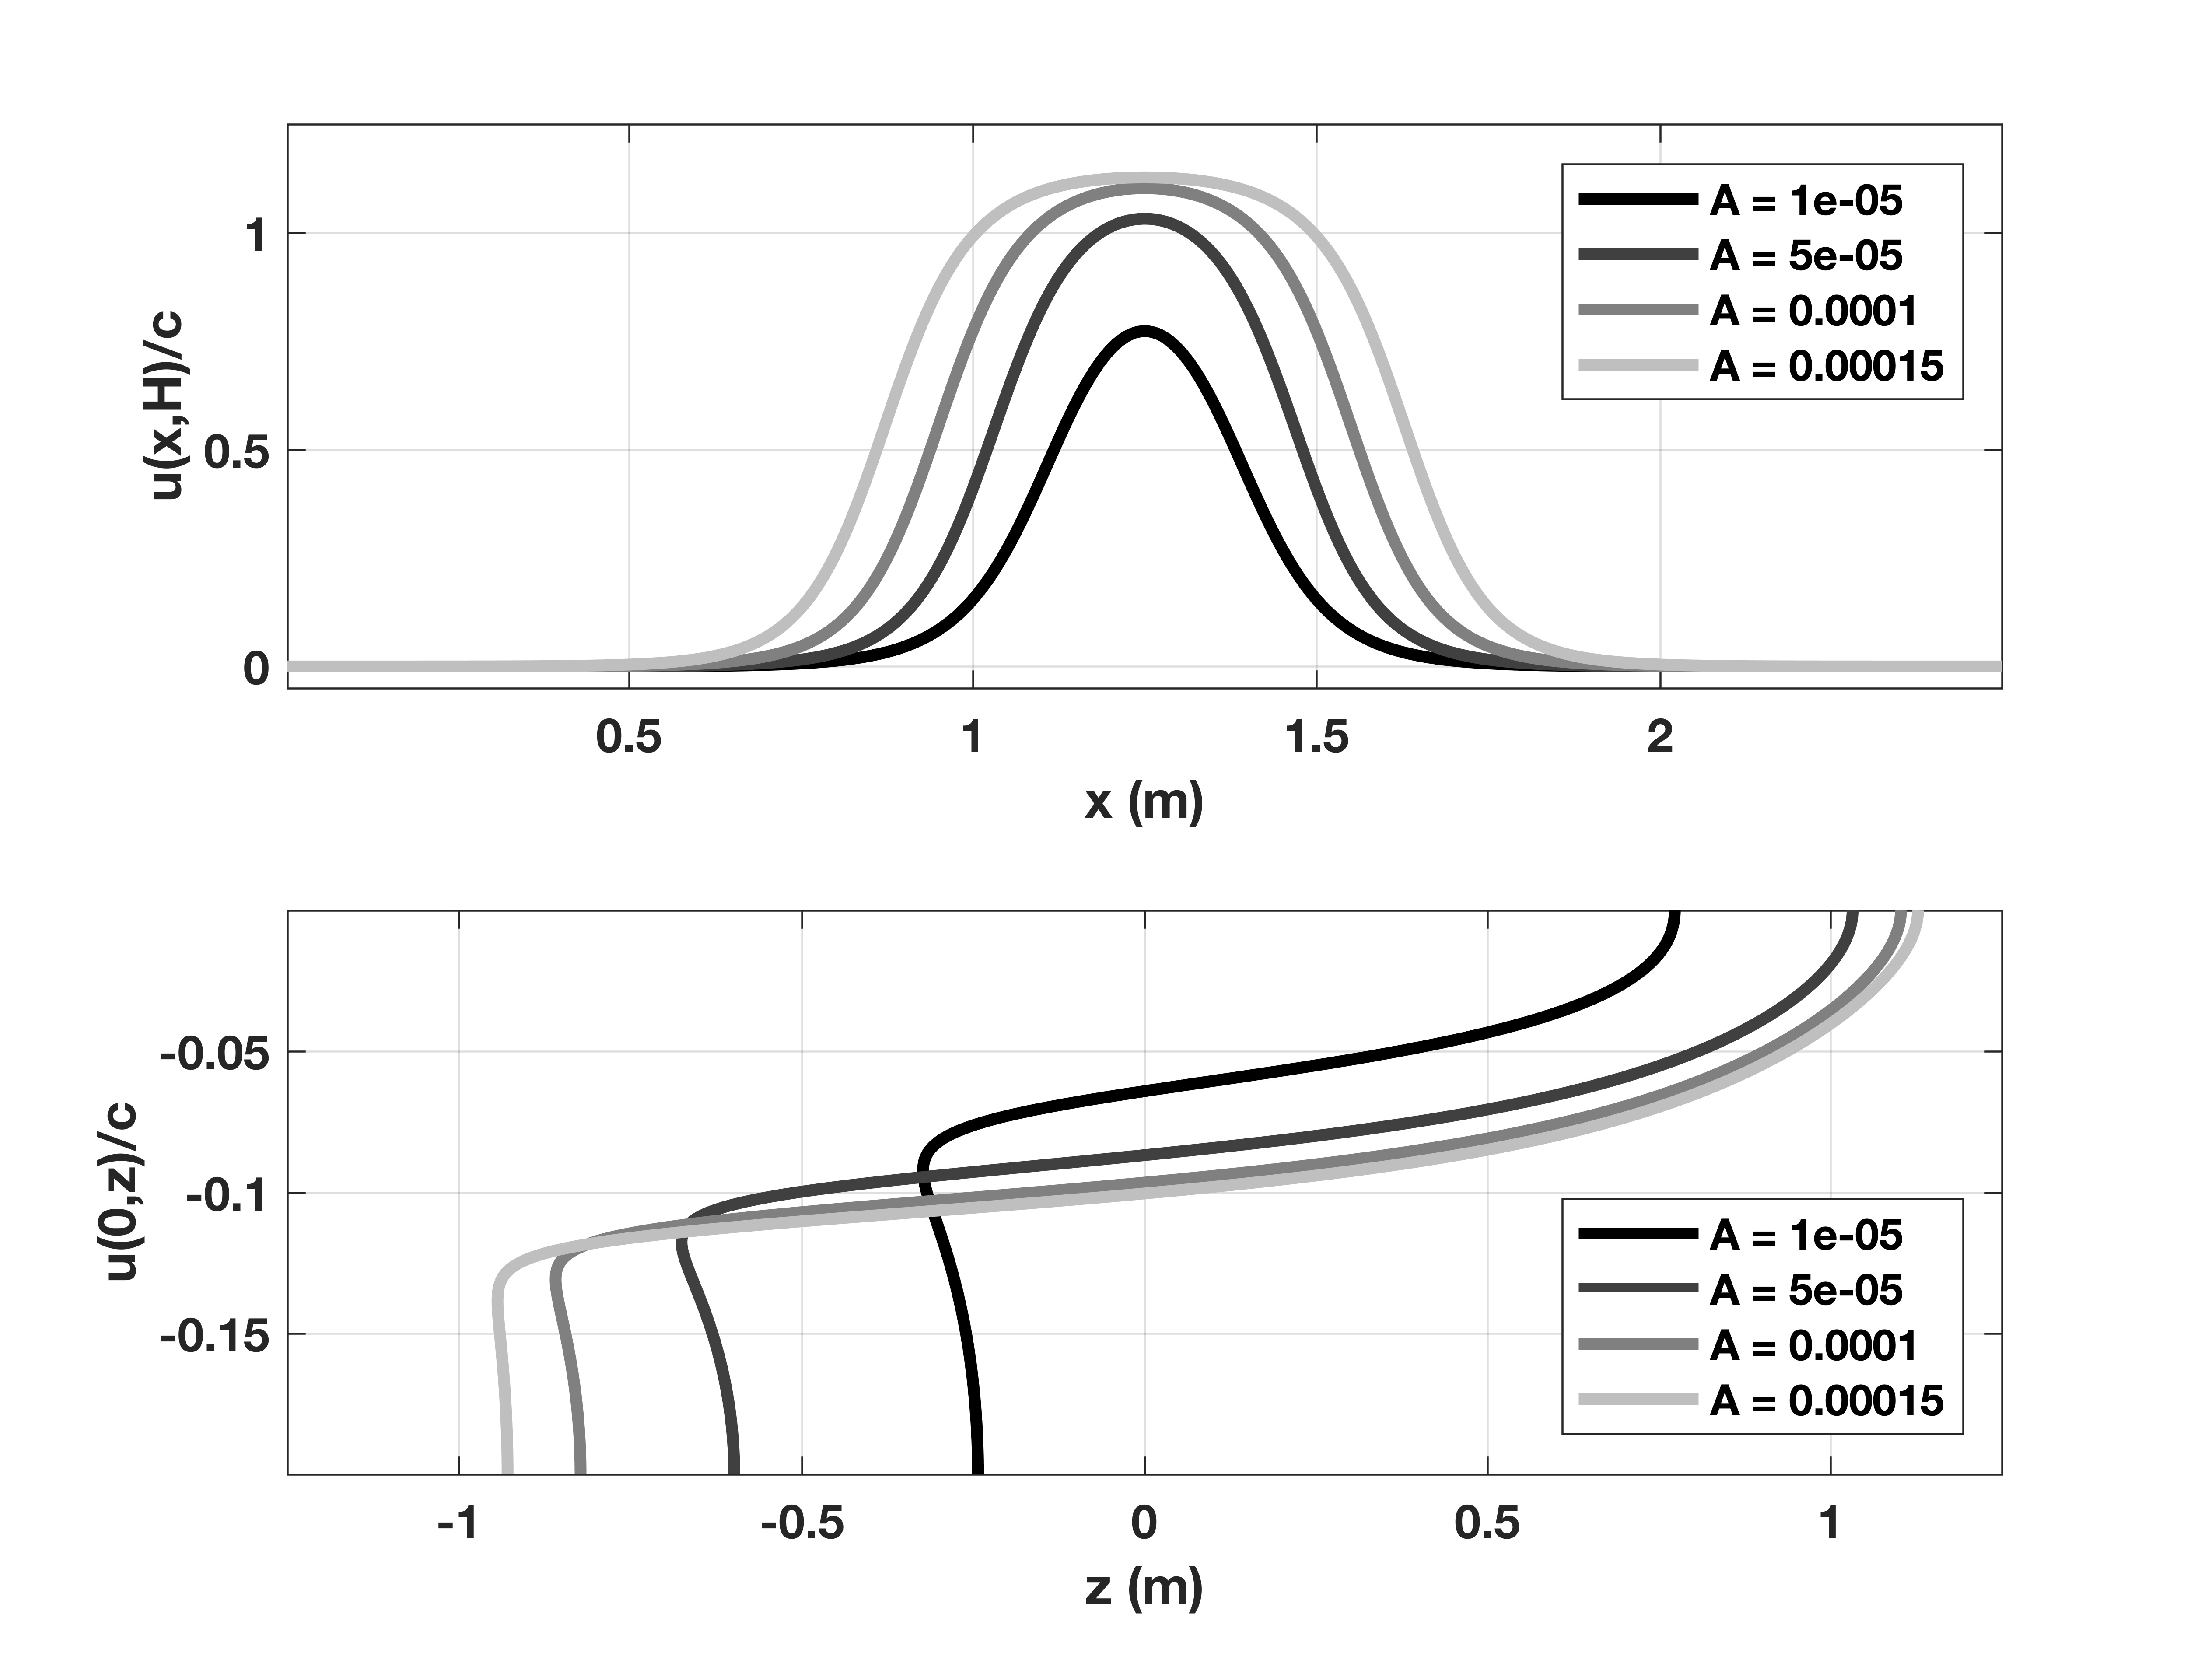 u(x,H)/c
1
0.5
0
0.5
1
1.5
2
x (m)
A = 1e-05
A = 5e-05
A = 0.0001
A = 0.00015
u(0,z)/c
-0.05
-0.1
-0.15
-1
-0.5
0
0.5
1
z (m)
A = 1e-05
A = 5e-05
A = 0.0001
A = 0.00015